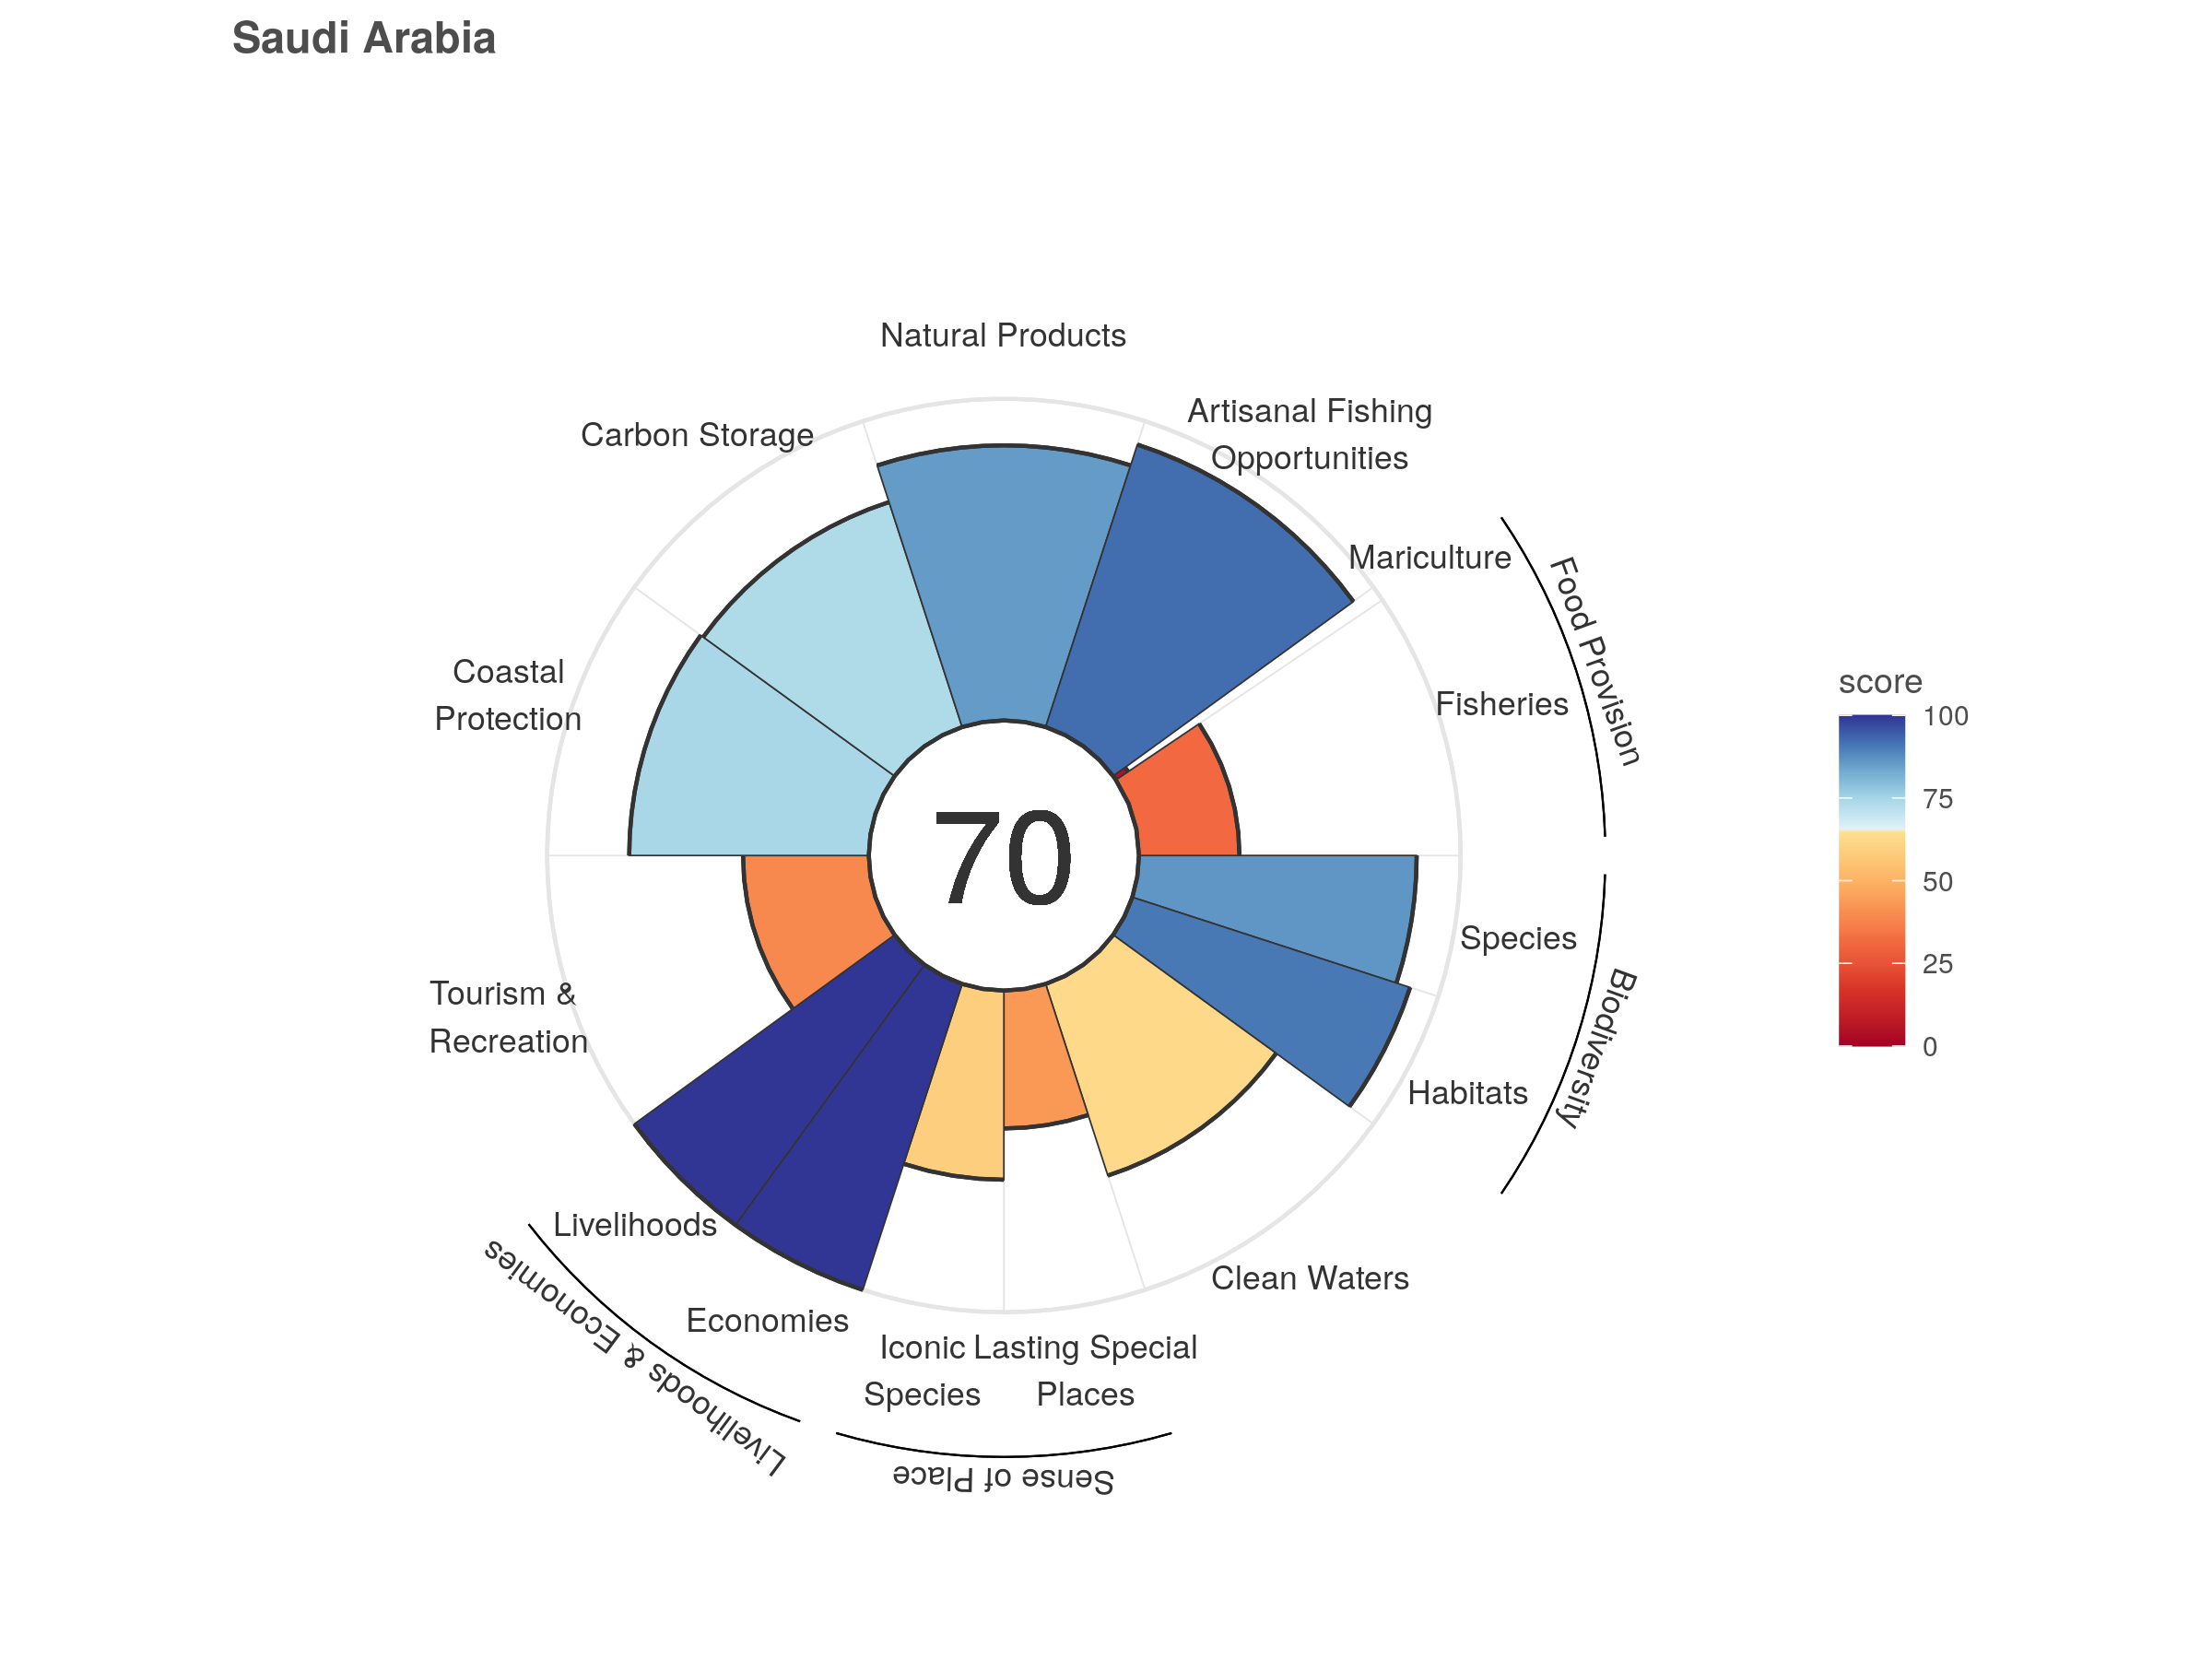 Saudi Arabia
Natural Products
Artisanal Fishing
Opportunities
Carbon Storage
Mariculture
Food Provision
Fisheries
Coastal
Protection
score
100
75
50
25
0
70
Species
Biodiversity
Habitats
Tourism &
Recreation
Livelihoods
Clean Waters
Economies
Livelihoods & Economies
Iconic
Species
Lasting Special
Places
Sense of Place